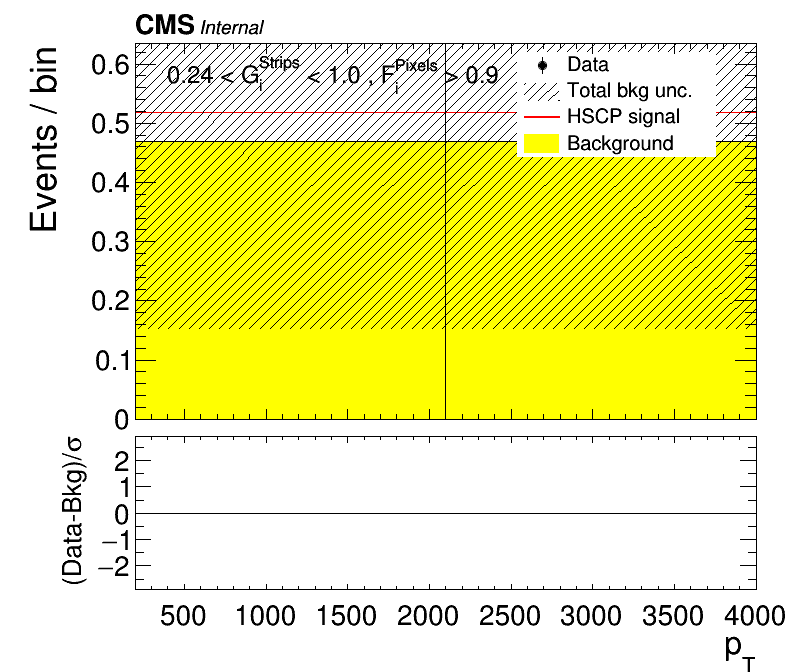 CMS Internal
0.24 < G_i^Strips < 1.0 , F_i^Pixels > 0.9
Data
Total bkg unc.
HSCP signal
Background
Events / bin
0.6
0.5
0.4
0.3
0.2
0.1
0
(Data-Bkg)/σ
2
1
0
−1
−2
500 1000 1500 2000 2500 3000 3500 4000
p_T